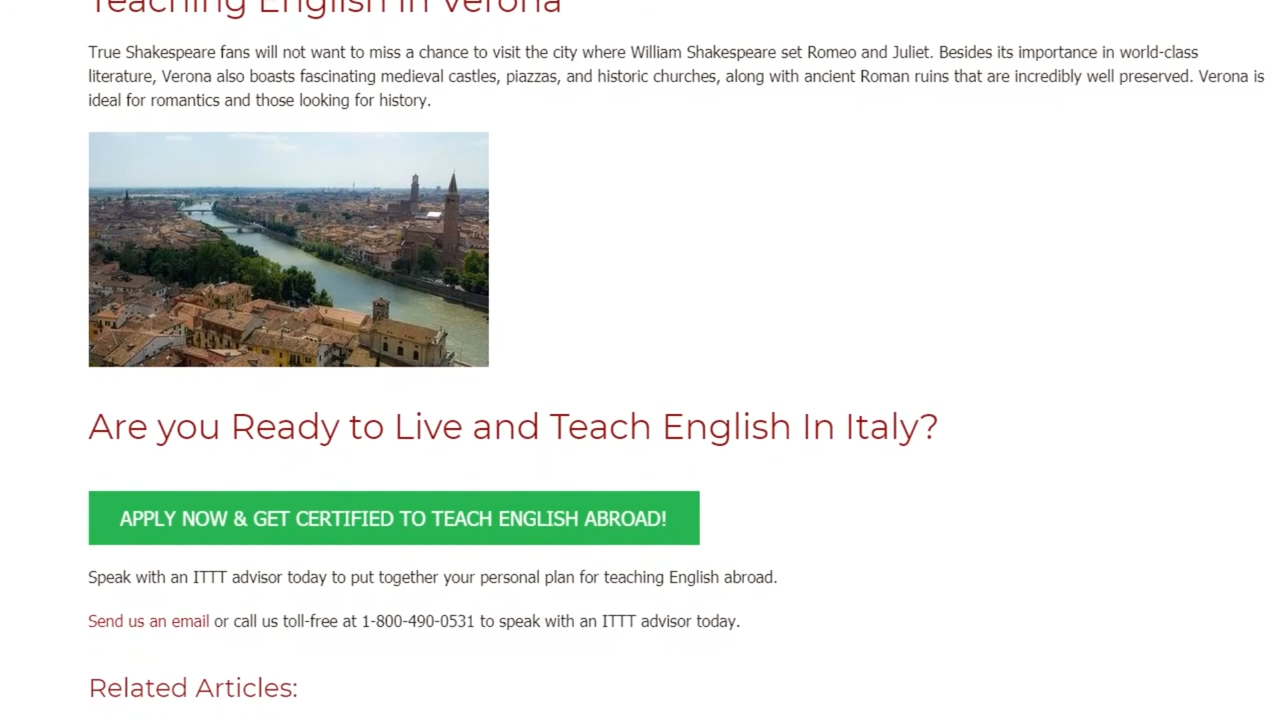 Teaching English in Verona
True Shakespeare fans will not want to miss a chance to visit the city where William Shakespeare set Romeo and Juliet. Besides its importance in world-class
literature, Verona also boasts fascinating medieval castles, piazzas, and historic churches, along with ancient Roman ruins that are incredibly well preserved. Verona is
ideal for romantics and those looking for history.
Are you Ready to Live and Teach English In Italy?
APPLY NOW & GET CERTIFIED TO TEACH ENGLISH ABROAD!
Speak with an ITTT advisor today to put together your personal plan for teaching English abroad.
Send us an email or call us toll-free at 1-800-490-0531 to speak with an ITTT advisor today.
Related Articles: